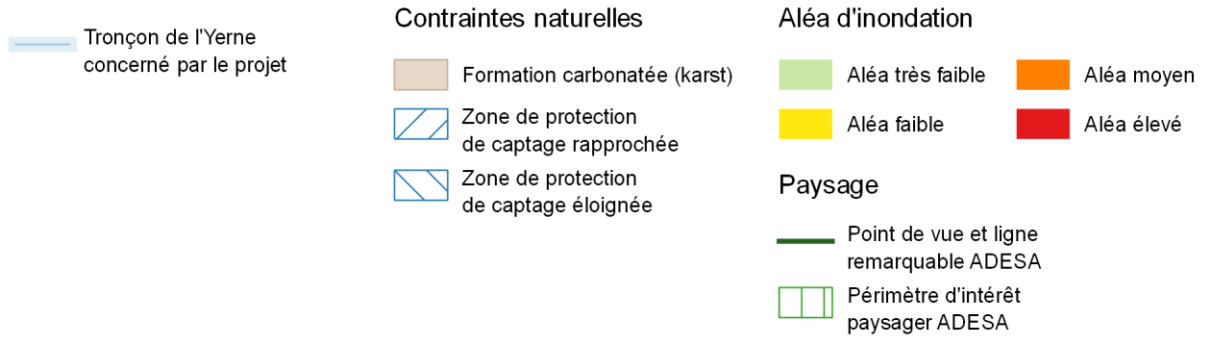 Tronçon de l'Yerne
concerné par le projet
Contraintes naturelles
Formation carbonatée (karst)
Zone de protection
de captage rapprochée
Zone de protection
de captage éloignée
Aléa d'inondation
Aléa très faible
Aléa moyen
Aléa faible
Aléa élevé
Paysage
Point de vue et ligne
remarquable ADESA
Périmètre d'intérêt
paysager ADESA